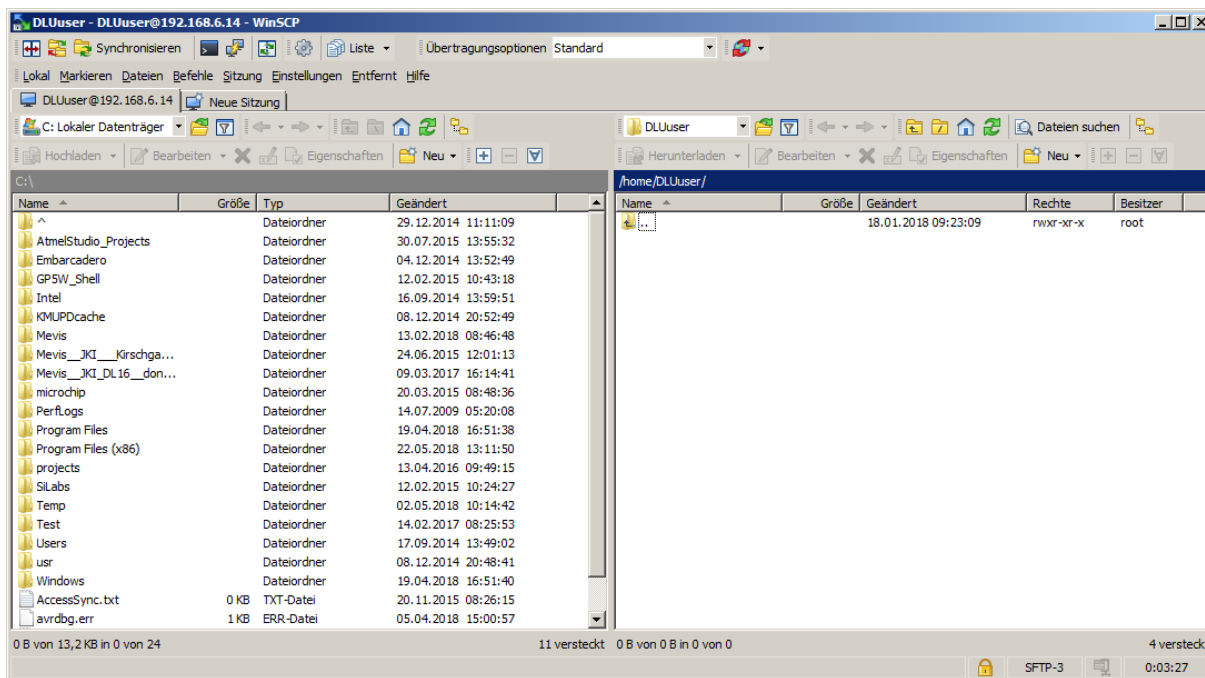 DLUuser - DLUuser@192.168.6.14 - WinSCP
Synchronisieren Liste Übertragungsoptionen Standard
Lokal Markieren Dateien Befehle Sitzung Einstellungen Entfernt Hilfe
DLUuser@192.168.6.14 Neue Sitzung
C: Lokaler Datenträger DLUuser Dateien suchen
Hochladen Bearbeiten Eigenschaften Neu Herunterladen Bearbeiten Eigenschaften Neu
C:\ /home/DLUuser/
Name Größe Typ Geändert Name Größe Geändert Rechte Besitzer
^ Dateiordner 29.12.2014 11:11:09 .. 18.01.2018 09:23:09 rwxr-xr-x root
AtmelStudio_Projects Dateiordner 30.07.2015 13:55:32
Embarcadero Dateiordner 04.12.2014 13:52:49
GP5W_Shell Dateiordner 12.02.2015 10:43:18
Intel Dateiordner 16.09.2014 13:59:51
KMUPDcache Dateiordner 08.12.2014 20:52:49
Mevis Dateiordner 13.02.2018 08:46:48
Mevis__JKI___Kirschga... Dateiordner 24.06.2015 12:01:13
Mevis__JKI_DL16__don... Dateiordner 09.03.2017 16:14:41
microchip Dateiordner 20.03.2015 08:48:36
PerfLogs Dateiordner 14.07.2009 05:20:08
Program Files Dateiordner 19.04.2018 16:51:38
Program Files (x86) Dateiordner 22.05.2018 13:11:50
projects Dateiordner 13.04.2016 09:49:15
SiLabs Dateiordner 12.02.2015 10:24:27
Temp Dateiordner 02.05.2018 10:14:42
Test Dateiordner 14.02.2017 08:25:53
Users Dateiordner 17.09.2014 13:49:02
usr Dateiordner 08.12.2014 20:48:41
Windows Dateiordner 19.04.2018 16:51:40
AccessSync.txt 0 KB TXT-Datei 20.11.2015 08:26:15
avrdbg.err 1 KB ERR-Datei 05.04.2018 15:00:57
0 B von 13,2 KB in 0 von 24 11 versteckt 0 B von 0 B in 0 von 0 4 versteck
SFTP-3 0:03:27